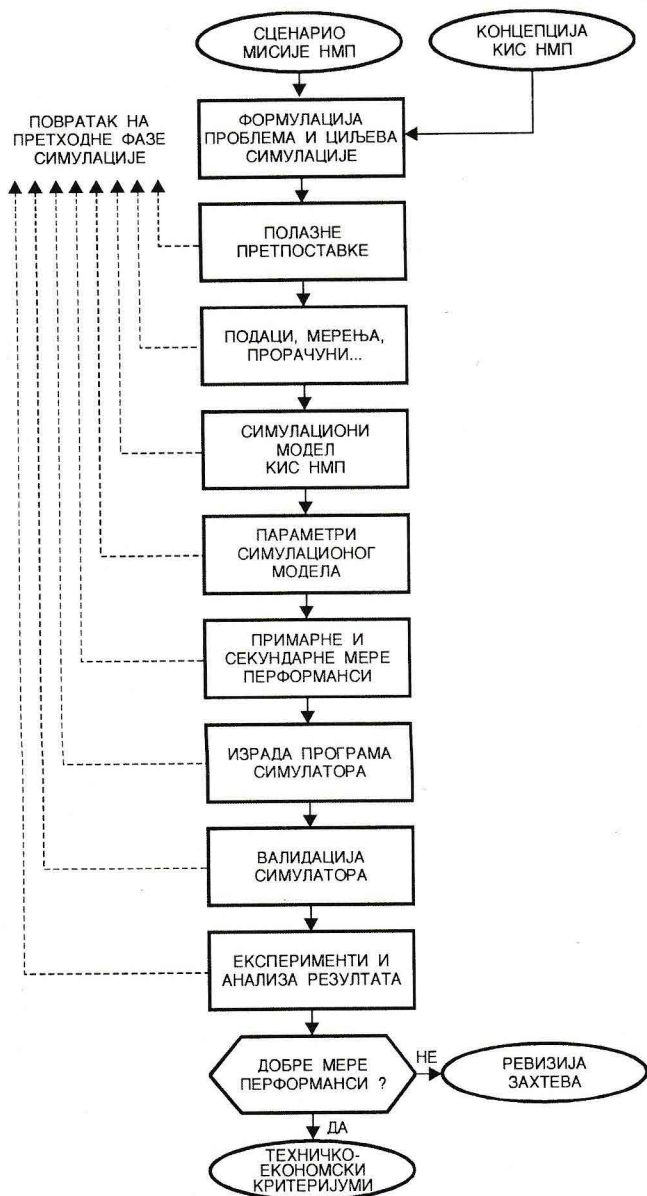 СЦЕНАРИО
МИСИЈЕ НМП
КОНЦЕПЦИЈА
КИС НМП
ПОВРАТАК НА
ПРЕТХОДНЕ ФАЗЕ
СИМУЛАЦИЈЕ
ФОРМУЛАЦИЈА
ПРОБЛЕМА И ЦИЉЕВА
СИМУЛАЦИЈЕ
ПОЛАЗНЕ
ПРЕТПОСТАВКЕ
ПОДАЦИ, МЕРЕЊА,
ПРОРАЧУНИ...
СИМУЛАЦИОНИ
МОДЕЛ
КИС НМП
ПАРАМЕТРИ
СИМУЛАЦИОНОГ
МОДЕЛА
ПРИМАРНЕ И
СЕКУНДАРНЕ МЕРЕ
ПЕРФОРМАНСИ
ИЗРАДА ПРОГРАМА
СИМУЛАТОРА
ВАЛИДАЦИЈА
СИМУЛАТОРА
ЕКСПЕРИМЕНТИ И
АНАЛИЗА РЕЗУЛТАТА
ДОБРЕ МЕРЕ
ПЕРФОРМАНСИ ?
НЕ
РЕВИЗИЈА
ЗАХТЕВА
ДА
ТЕХНИЧКО-
ЕКОНОМСКИ
КРИТЕРИЈУМИ